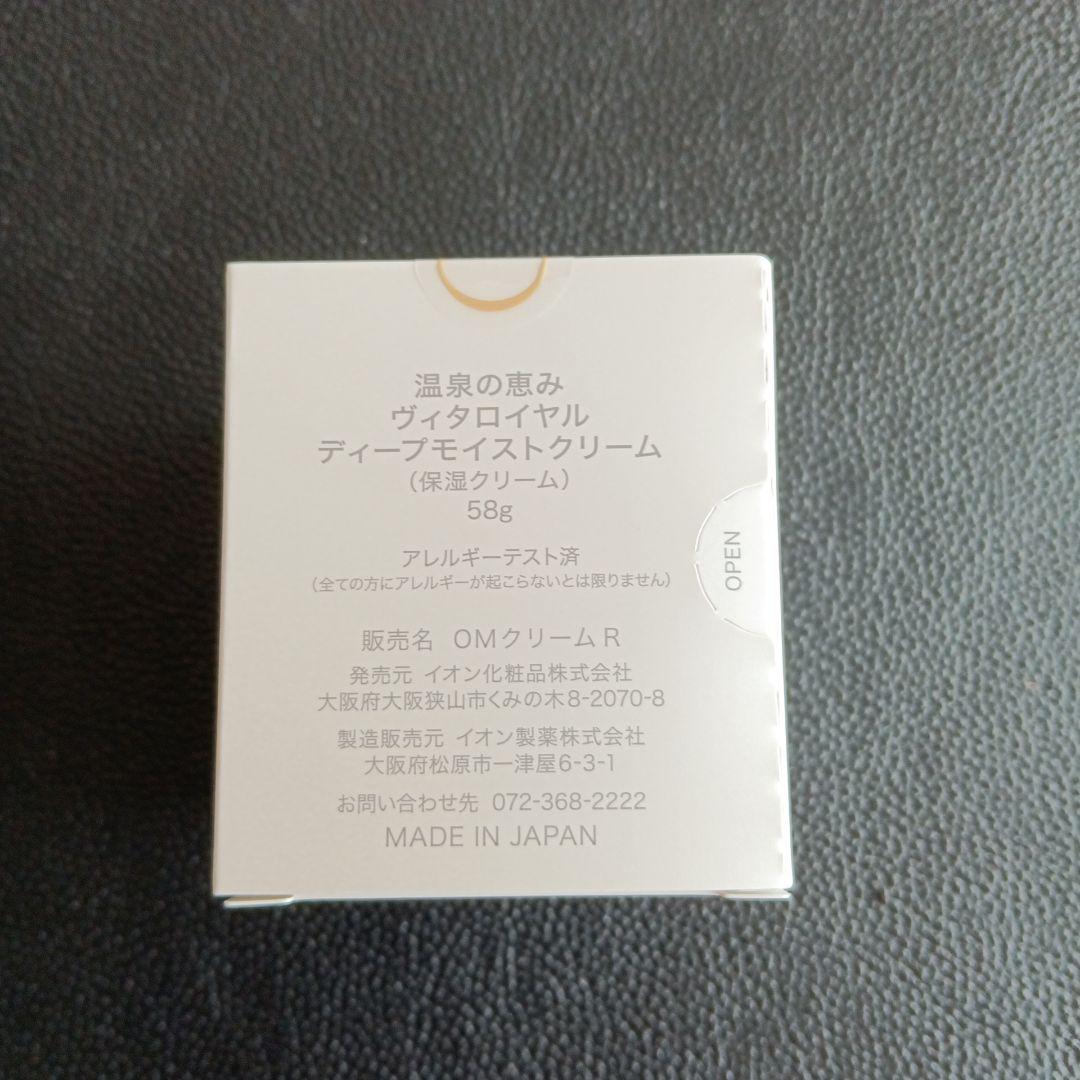 温泉の恵み
ヴィタロイヤル
ディープモイストクリーム
（保湿クリーム）
58g
アレルギーテスト済
（全ての方にアレルギーが起こらないとは限りません）
OPEN
販売名 OMクリームR
発売元 イオン化粧品株式会社
大阪府大阪狭山市くみの木8-2070-8
製造販売元 イオン製薬株式会社
大阪府松原市一津屋6-3-1
お問い合わせ先 072-368-2222
MADE IN JAPAN